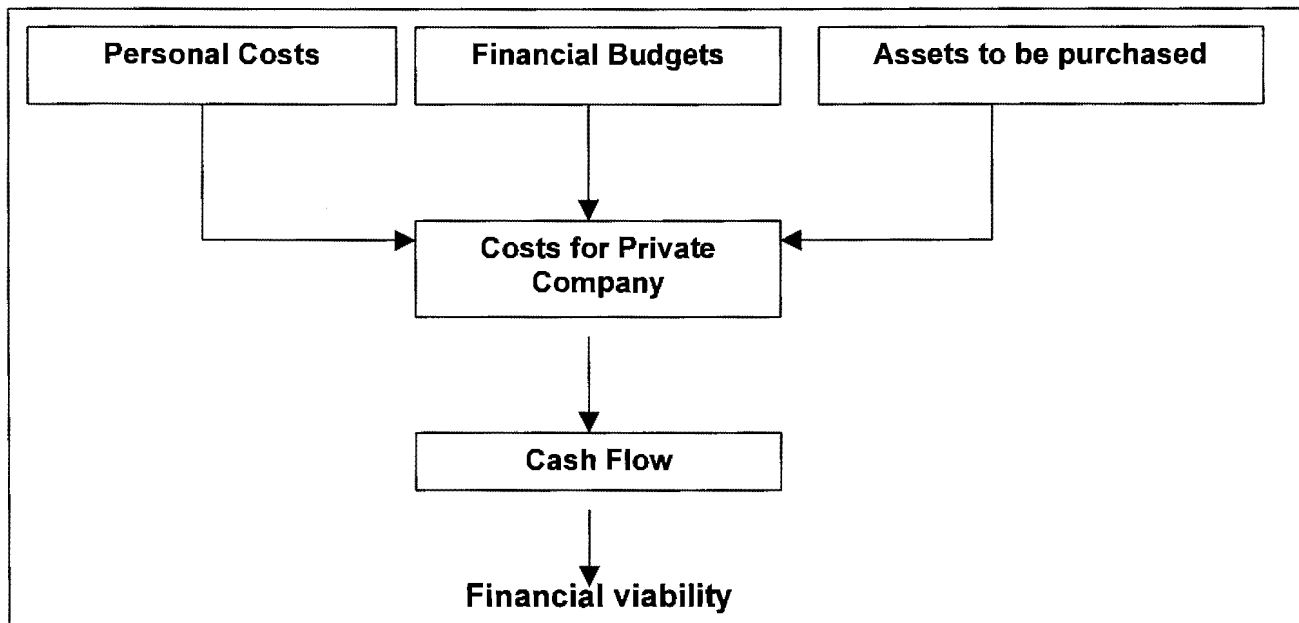 Personal Costs
Financial Budgets
Assets to be purchased
Costs for Private
Company
Cash Flow
Financial viability